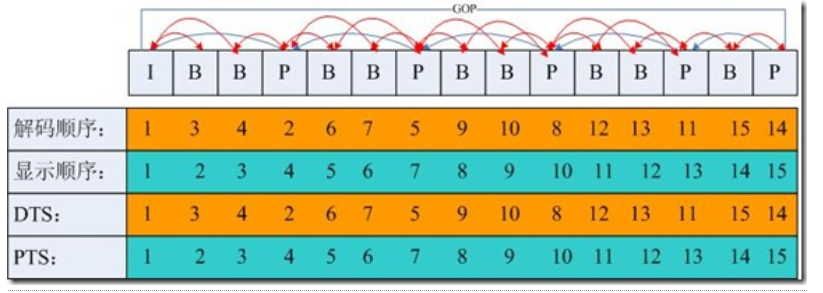 GOP
I B B P B B P B B P B B P B P
解码顺序： 1 3 4 2 6 7 5 9 10 8 12 13 11 15 14
显示顺序： 1 2 3 4 5 6 7 8 9 10 11 12 13 14 15
DTS： 1 3 4 2 6 7 5 9 10 8 12 13 11 15 14
PTS： 1 2 3 4 5 6 7 8 9 10 11 12 13 14 15